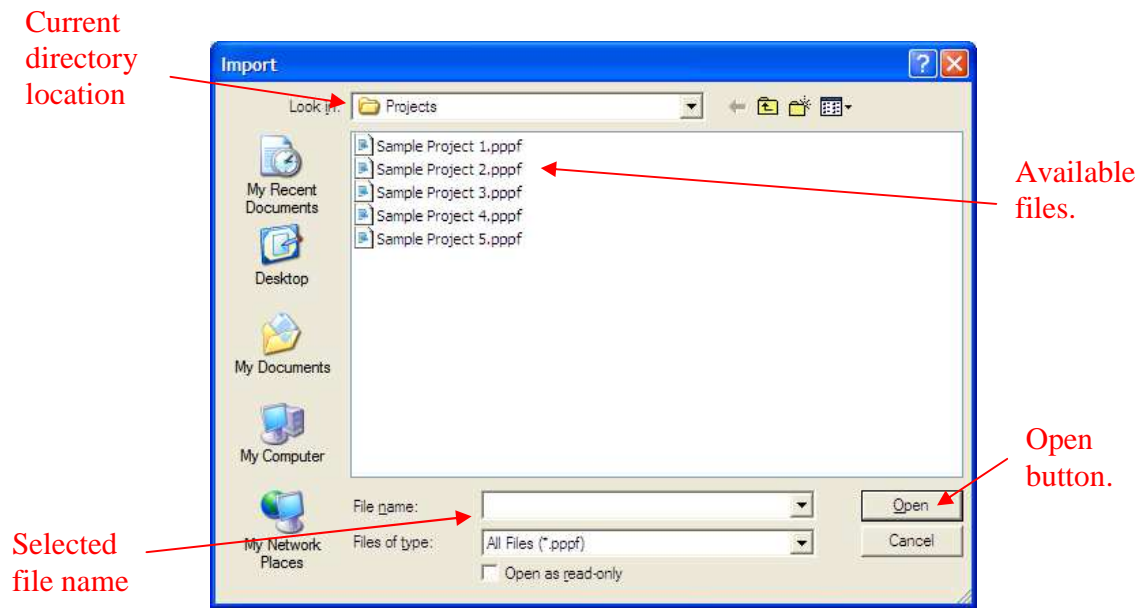 Current
directory
location
Import
Look in:
Projects
Sample Project 1.pppf
Sample Project 2.pppf
Sample Project 3.pppf
Sample Project 4.pppf
Sample Project 5.pppf
Available
files.
My Recent
Documents
Desktop
My Documents
My Computer
My Network
Places
File name:
Open
Files of type:
All Files (*.pppf)
Cancel
Open as read-only
Open
button.
Selected
file name